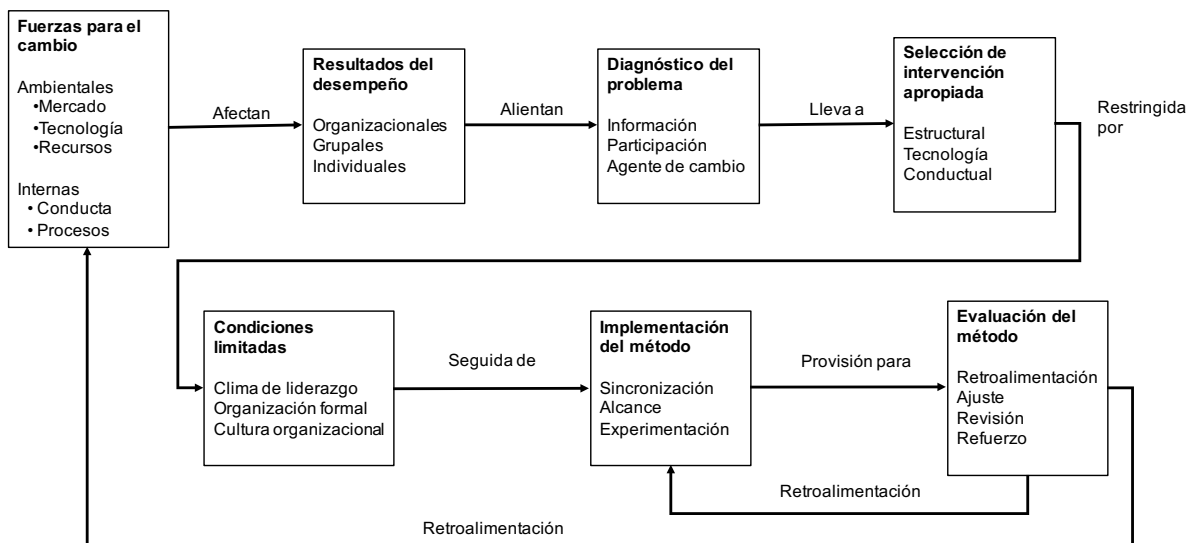 Fuerzas para el
cambio
Ambientales
•Mercado
•Tecnología
•Recursos
Internas
• Conducta
• Procesos
Afectan
Resultados del
desempeño
Organizacionales
Grupales
Individuales
Alientan
Diagnóstico del
problema
Información
Participación
Agente de cambio
Lleva a
Selección de
intervención
apropiada
Estructural
Tecnología
Conductual
Restringida
por
Condiciones
limitadas
Clima de liderazgo
Organización formal
Cultura organizacional
Seguida de
Implementación
del método
Sincronización
Alcance
Experimentación
Provisión para
Evaluación del
método
Retroalimentación
Ajuste
Revisión
Refuerzo
Retroalimentación
Retroalimentación